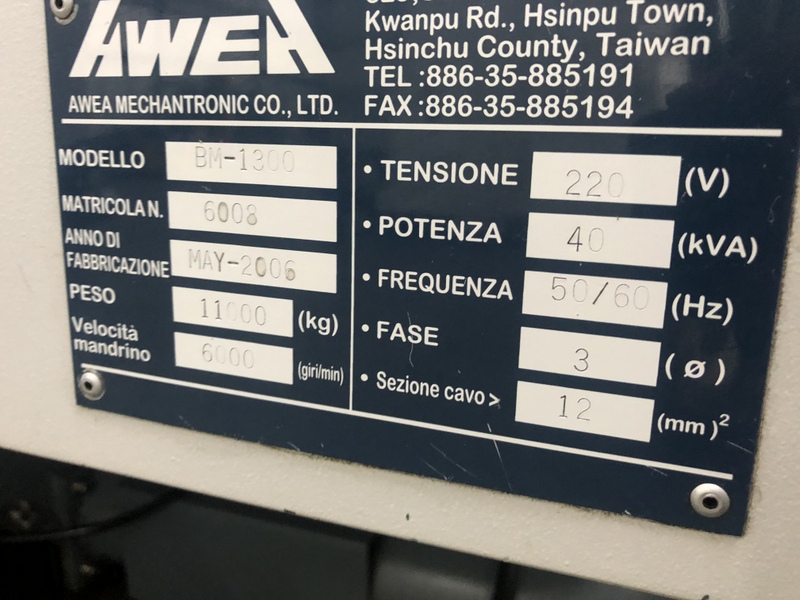 AWEA
Kwanpu Rd., Hsinpu Town,
Hsinchu County, Taiwan
TEL :886-35-885191
FAX :886-35-885194
AWEA MECHANTRONIC CO., LTD.
MODELLO BM-1300
MATRICOLA N. 6008
ANNO DI
FABBRICAZIONE MAY-2006
PESO 11000 (kg)
Velocità
mandrino 6000 (giri/min)
• TENSIONE 220 (V)
• POTENZA 40 (kVA)
• FREQUENZA 50/60 (Hz)
• FASE 3 (ø)
• Sezione cavo > 12 (mm )²